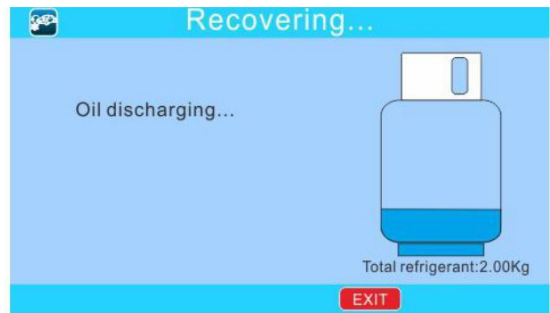 Recovering...
Oil discharging...
Total refrigerant:2.00Kg
EXIT